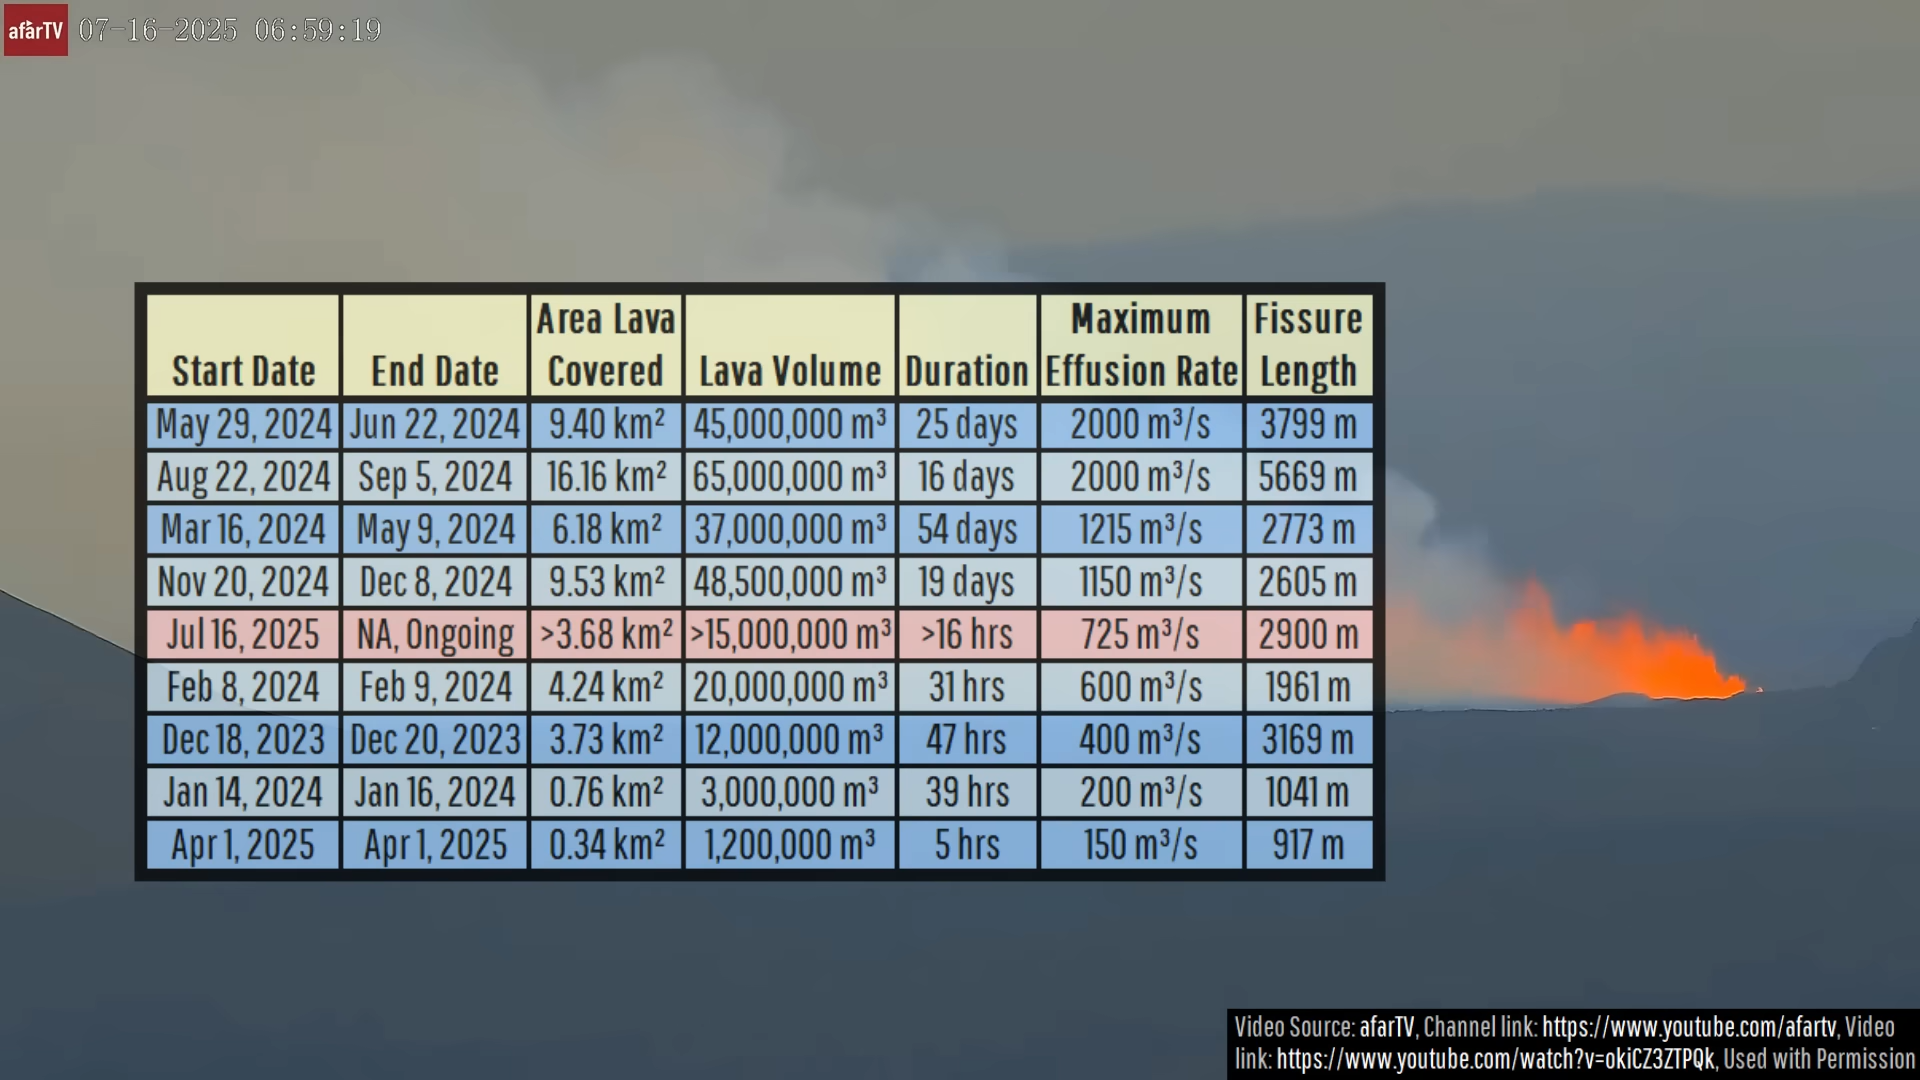 afarTV 07-16-2025 06:59:19
Start Date End Date Area Lava Covered Lava Volume Duration Maximum Effusion Rate Fissure Length
May 29, 2024 Jun 22, 2024 9.40 km² 45,000,000 m³ 25 days 2000 m³/s 3799 m
Aug 22, 2024 Sep 5, 2024 16.16 km² 65,000,000 m³ 16 days 2000 m³/s 5669 m
Mar 16, 2024 May 9, 2024 6.18 km² 37,000,000 m³ 54 days 1215 m³/s 2773 m
Nov 20, 2024 Dec 8, 2024 9.53 km² 48,500,000 m³ 19 days 1150 m³/s 2605 m
Jul 16, 2025 NA, Ongoing >3.68 km² >15,000,000 m³ >16 hrs 725 m³/s 2900 m
Feb 8, 2024 Feb 9, 2024 4.24 km² 20,000,000 m³ 31 hrs 600 m³/s 1961 m
Dec 18, 2023 Dec 20, 2023 3.73 km² 12,000,000 m³ 47 hrs 400 m³/s 3169 m
Jan 14, 2024 Jan 16, 2024 0.76 km² 3,000,000 m³ 39 hrs 200 m³/s 1041 m
Apr 1, 2025 Apr 1, 2025 0.34 km² 1,200,000 m³ 5 hrs 150 m³/s 917 m
Video Source: afarTV, Channel link: https://www.youtube.com/afartv, Video
link: https://www.youtube.com/watch?v=okiCZ3ZTPQk, Used with Permission